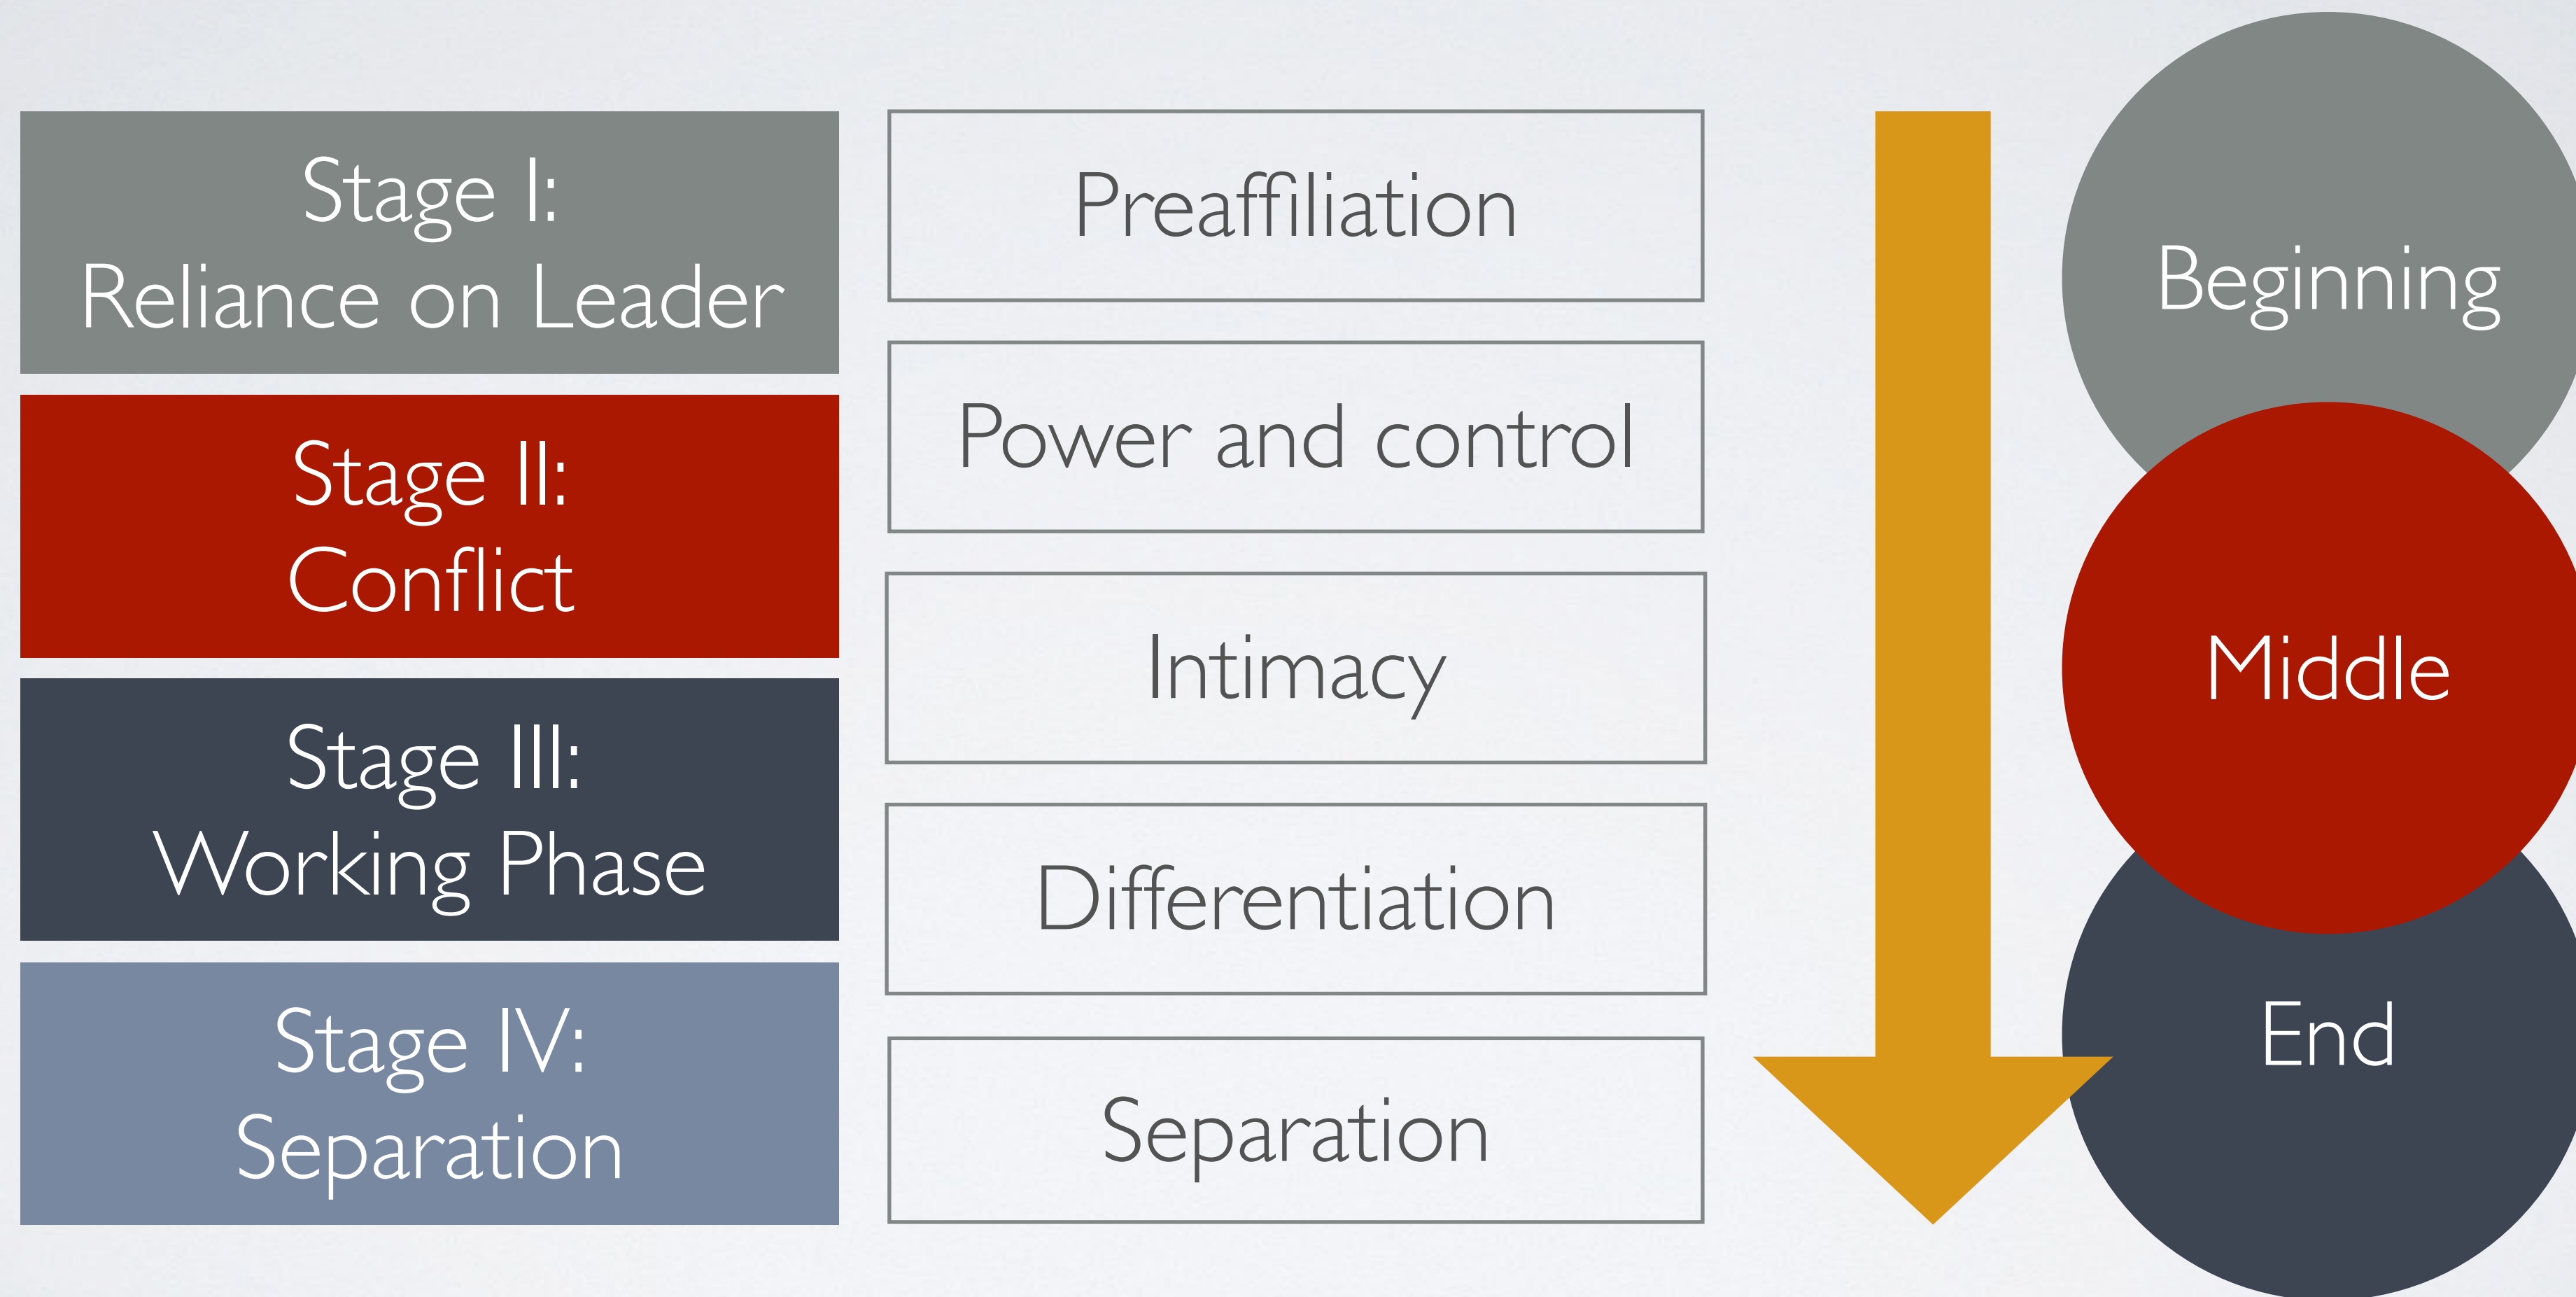 Stage I:
Reliance on Leader
Stage II:
Conflict
Stage III:
Working Phase
Stage IV:
Separation
Preaffiliation
Power and control
Intimacy
Differentiation
Separation
Beginning
Middle
End